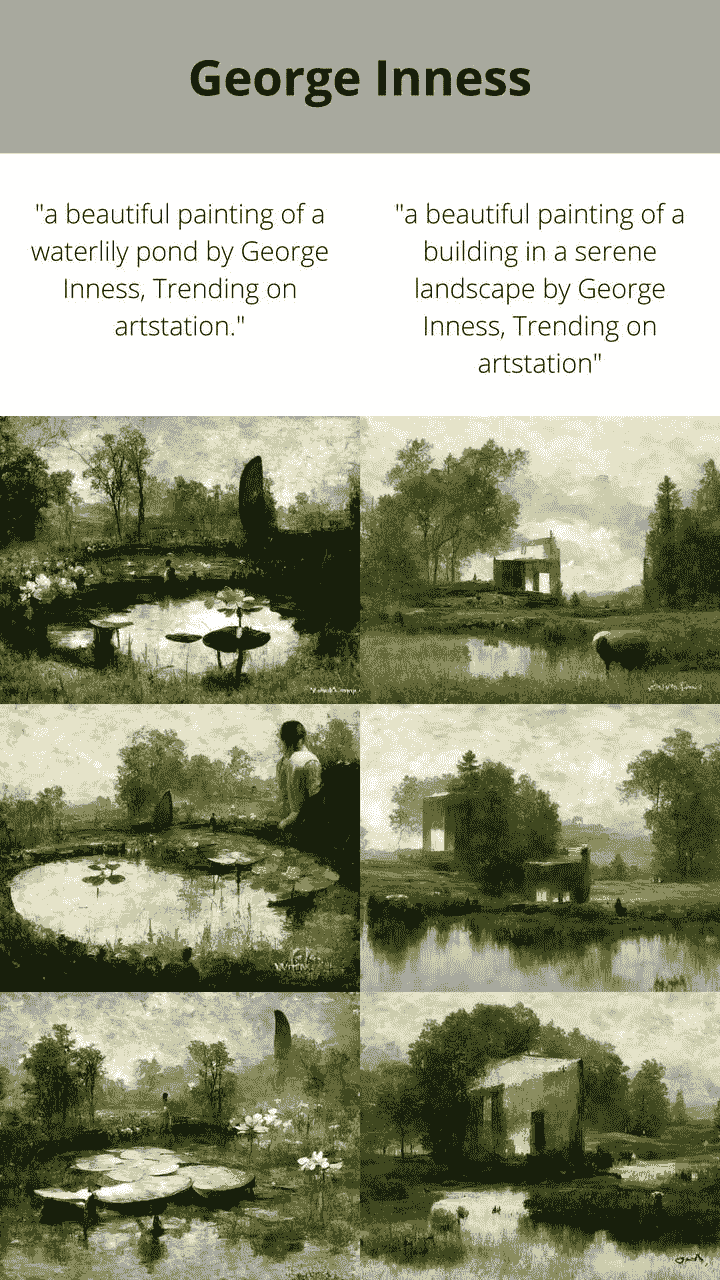 George Inness
"a beautiful painting of a
waterlily pond by George
Inness, Trending on
artstation."
"a beautiful painting of a
building in a serene
landscape by George
Inness, Trending on
artstation"